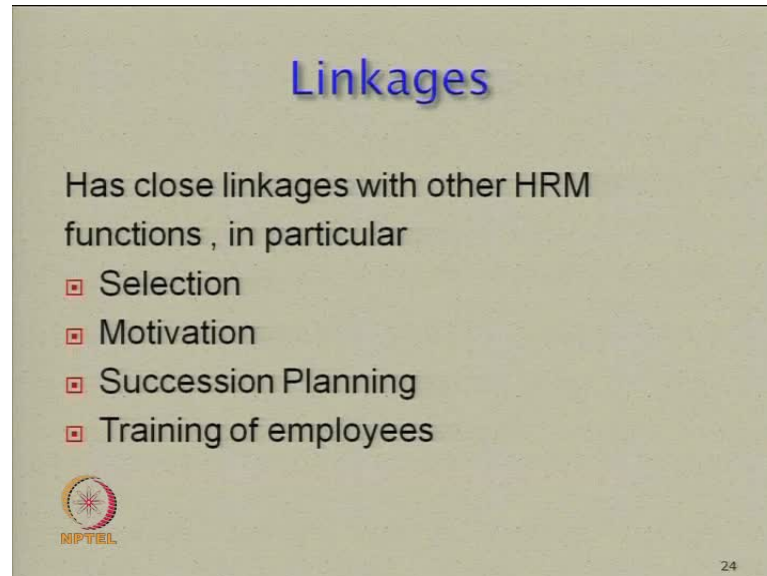 Linkages
Has close linkages with other HRM
functions , in particular
Selection
Motivation
Succession Planning
Training of employees
NPTEL
24